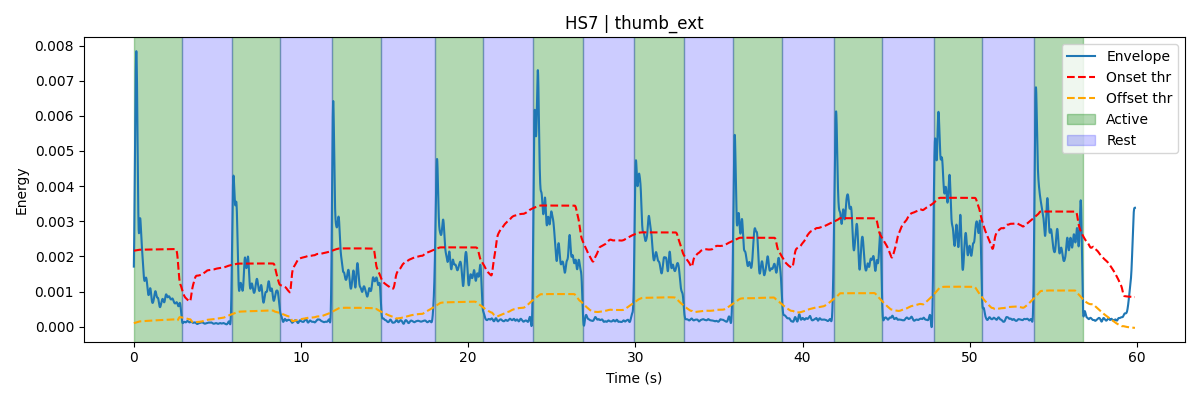 HS7 | thumb_ext
Energy
0.008
0.007
0.006
0.005
0.004
0.003
0.002
0.001
0.000
Envelope
Onset thr
Offset thr
Active
Rest
0 10 20 30 40 50 60
Time (s)